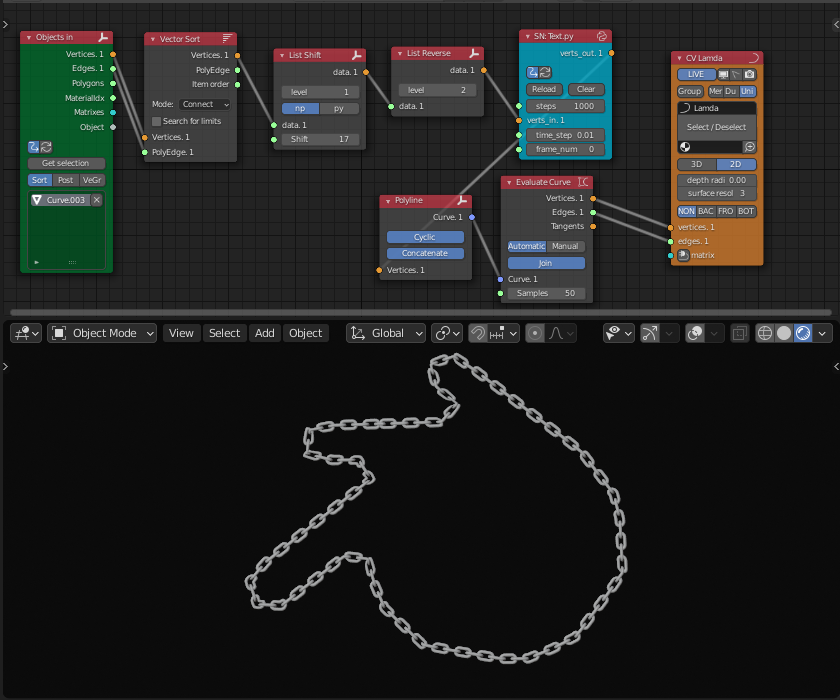 Objects in
Vertices. 1
Edges. 1
Polygons
MaterialIdx
Matrixes
Object
Get selection
Sort Post VeGr
Curve.003
Vector Sort
Vertices. 1
PolyEdge
Item order
Mode: Connect
Search for limits
Vertices. 1
PolyEdge. 1
List Shift
data. 1
level 1
np py
data. 1
Shift 17
List Reverse
data. 1
level 2
data. 1
SN: Text.py
verts_out. 1
Reload Clear
steps 1000
verts_in. 1
time_step 0.01
frame_num 0
Polyline
Curve. 1
Cyclic
Concatenate
Vertices. 1
Evaluate Curve
Vertices. 1
Edges. 1
Tangents
Automatic Manual
Join
Curve. 1
Samples 50
CV Lamda
LIVE
Group Mer Du Uni
Lamda
Select / Deselect
3D 2D
depth radi 0.00
surface resol 3
NON BAC FRO BOT
vertices. 1
edges. 1
matrix
Object Mode View Select Add Object Global